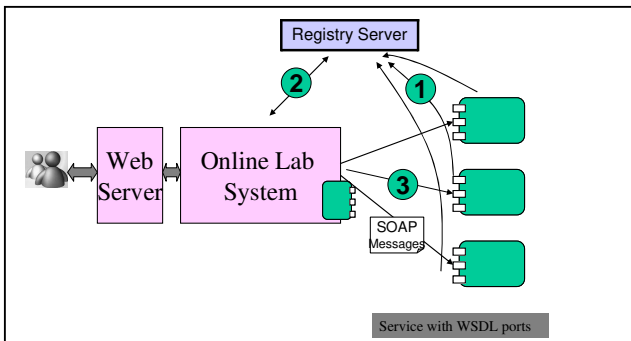 Registry Server
2
1
Web
Server
Online Lab
System
3
SOAP
Messages
Service with WSDL ports